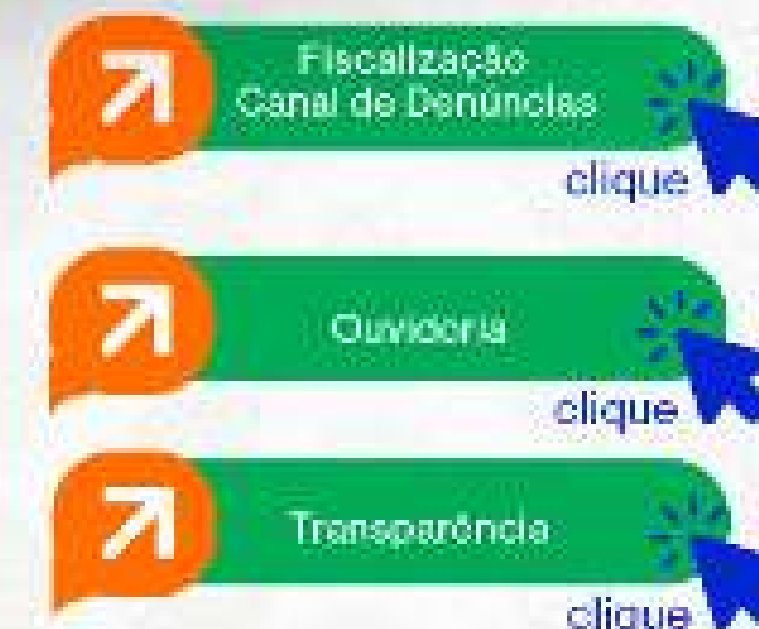 Fiscalização
Canal de Denúncias
clique
Ouvidoria
clique
Transparência
clique